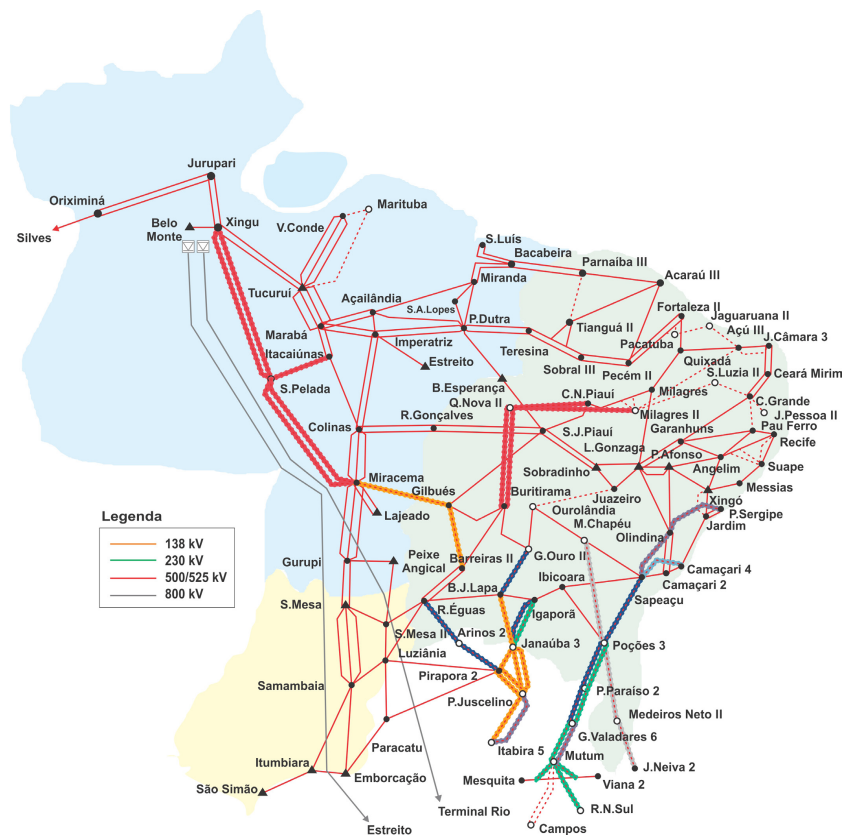 Jurupari
Oriximiná
Silves
Belo
Monte
Xingu
V.Conde
Marituba
Tucuruí
S.Luís
Bacabeira
Miranda
Parnaiba III
Acaraú III
Açailândia
S.A.Lopes
P.Dutra
Fortaleza II
Jaguaruana II
Açú III
J.Câmara 3
Marabá
Itacaiúnas
Imperatriz
Estreito
Teresina
Tianguá II
Sobral III
Pacatuba
Pecém II
Quixadá
S.Luzia II
Ceará Mirim
S.Pelada
B.Esperança
Q.Nova II
C.N.Piauí
Milagres
Milagres II
C.Grande
J.Pessoa II
Colinas
R.Gonçalves
S.J.Piauí
Garanhuns
L.Gonzaga
P.Afonso
Pau Ferro
Recife
Angelim
Suape
Miracema
Gilbués
Sobradinho
Buritirama
Juazeiro
Messias
Xingó
P.Sergipe
Jardim
Lajeado
Ourolândia
M.Chapéu
Olindina
Legenda
138 kV
230 kV
500/525 kV
800 kV
Gurupi
Peixe
Angical
Barreiras II
G.Ouro II
Camaçari 4
Camaçari 2
Ibicoara
Sapeaçu
B.J.Lapa
S.Mesa
R.Éguas
Igaporã
S.Mesa II
Arinos 2
Janaúba 3
Poções 3
Luziânia
Samambaia
Pirapora 2
P.Juscelino
P.Paraíso 2
Medeiros Neto II
G.Valadares 6
Paracatu
Itabira 5
Mutum
Itumbiara
Emborcação
São Simão
Mesquita
Viana 2
J.Neiva 2
Terminal Rio
R.N.Sul
Estreito
Campos